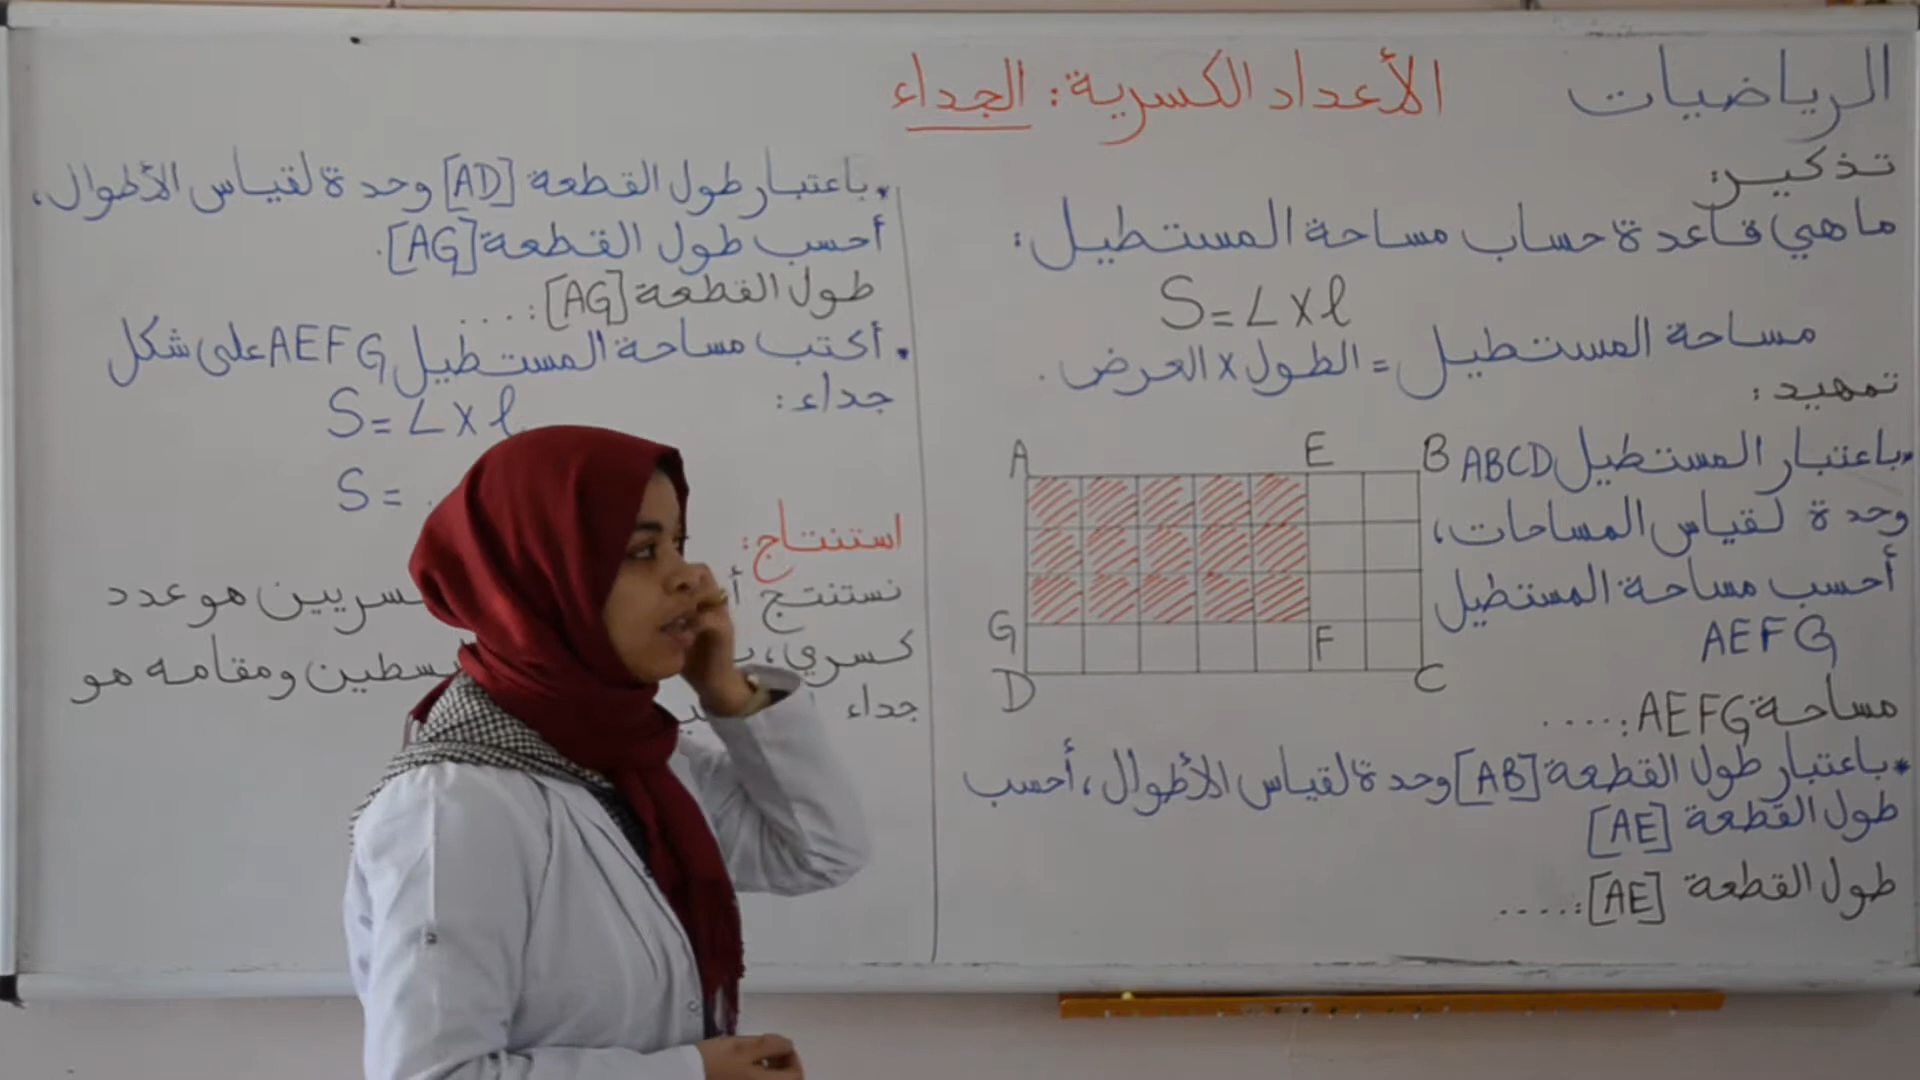 الرياضيات
الأعداد الكسرية: الجداء
تذكير:
ما هي قاعدة حساب مساحة المستطيل:
S = L x l
مساحة المستطيل = الطول x العرض.
تمهيد:
باعتبار المستطيل ABCD
وحدة لقياس المساحات،
أحسب مساحة المستطيل
AEFG
A E B
G F
D C
مساحة AEFG: .....
باعتبار طول القطعة [AB] وحدة لقياس الأطوال، أحسب
طول القطعة [AE]
طول القطعة [AE]: .....
باعتبار طول القطعة [AD] وحدة لقياس الأطوال،
أحسب طول القطعة [AG].
طول القطعة [AG]: ....
أكتب مساحة المستطيل AEFG على شكل
جداء:
S = L x l
S = .
استنتاج:
نستنتج هو عدد
كسري، ومقامه هو
جداء